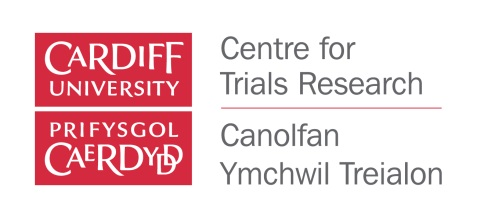 CARDIFF
UNIVERSITY
PRIFYSGOL
CAERDYDD
Centre for
Trials Research
Canolfan
Ymchwil Treialon